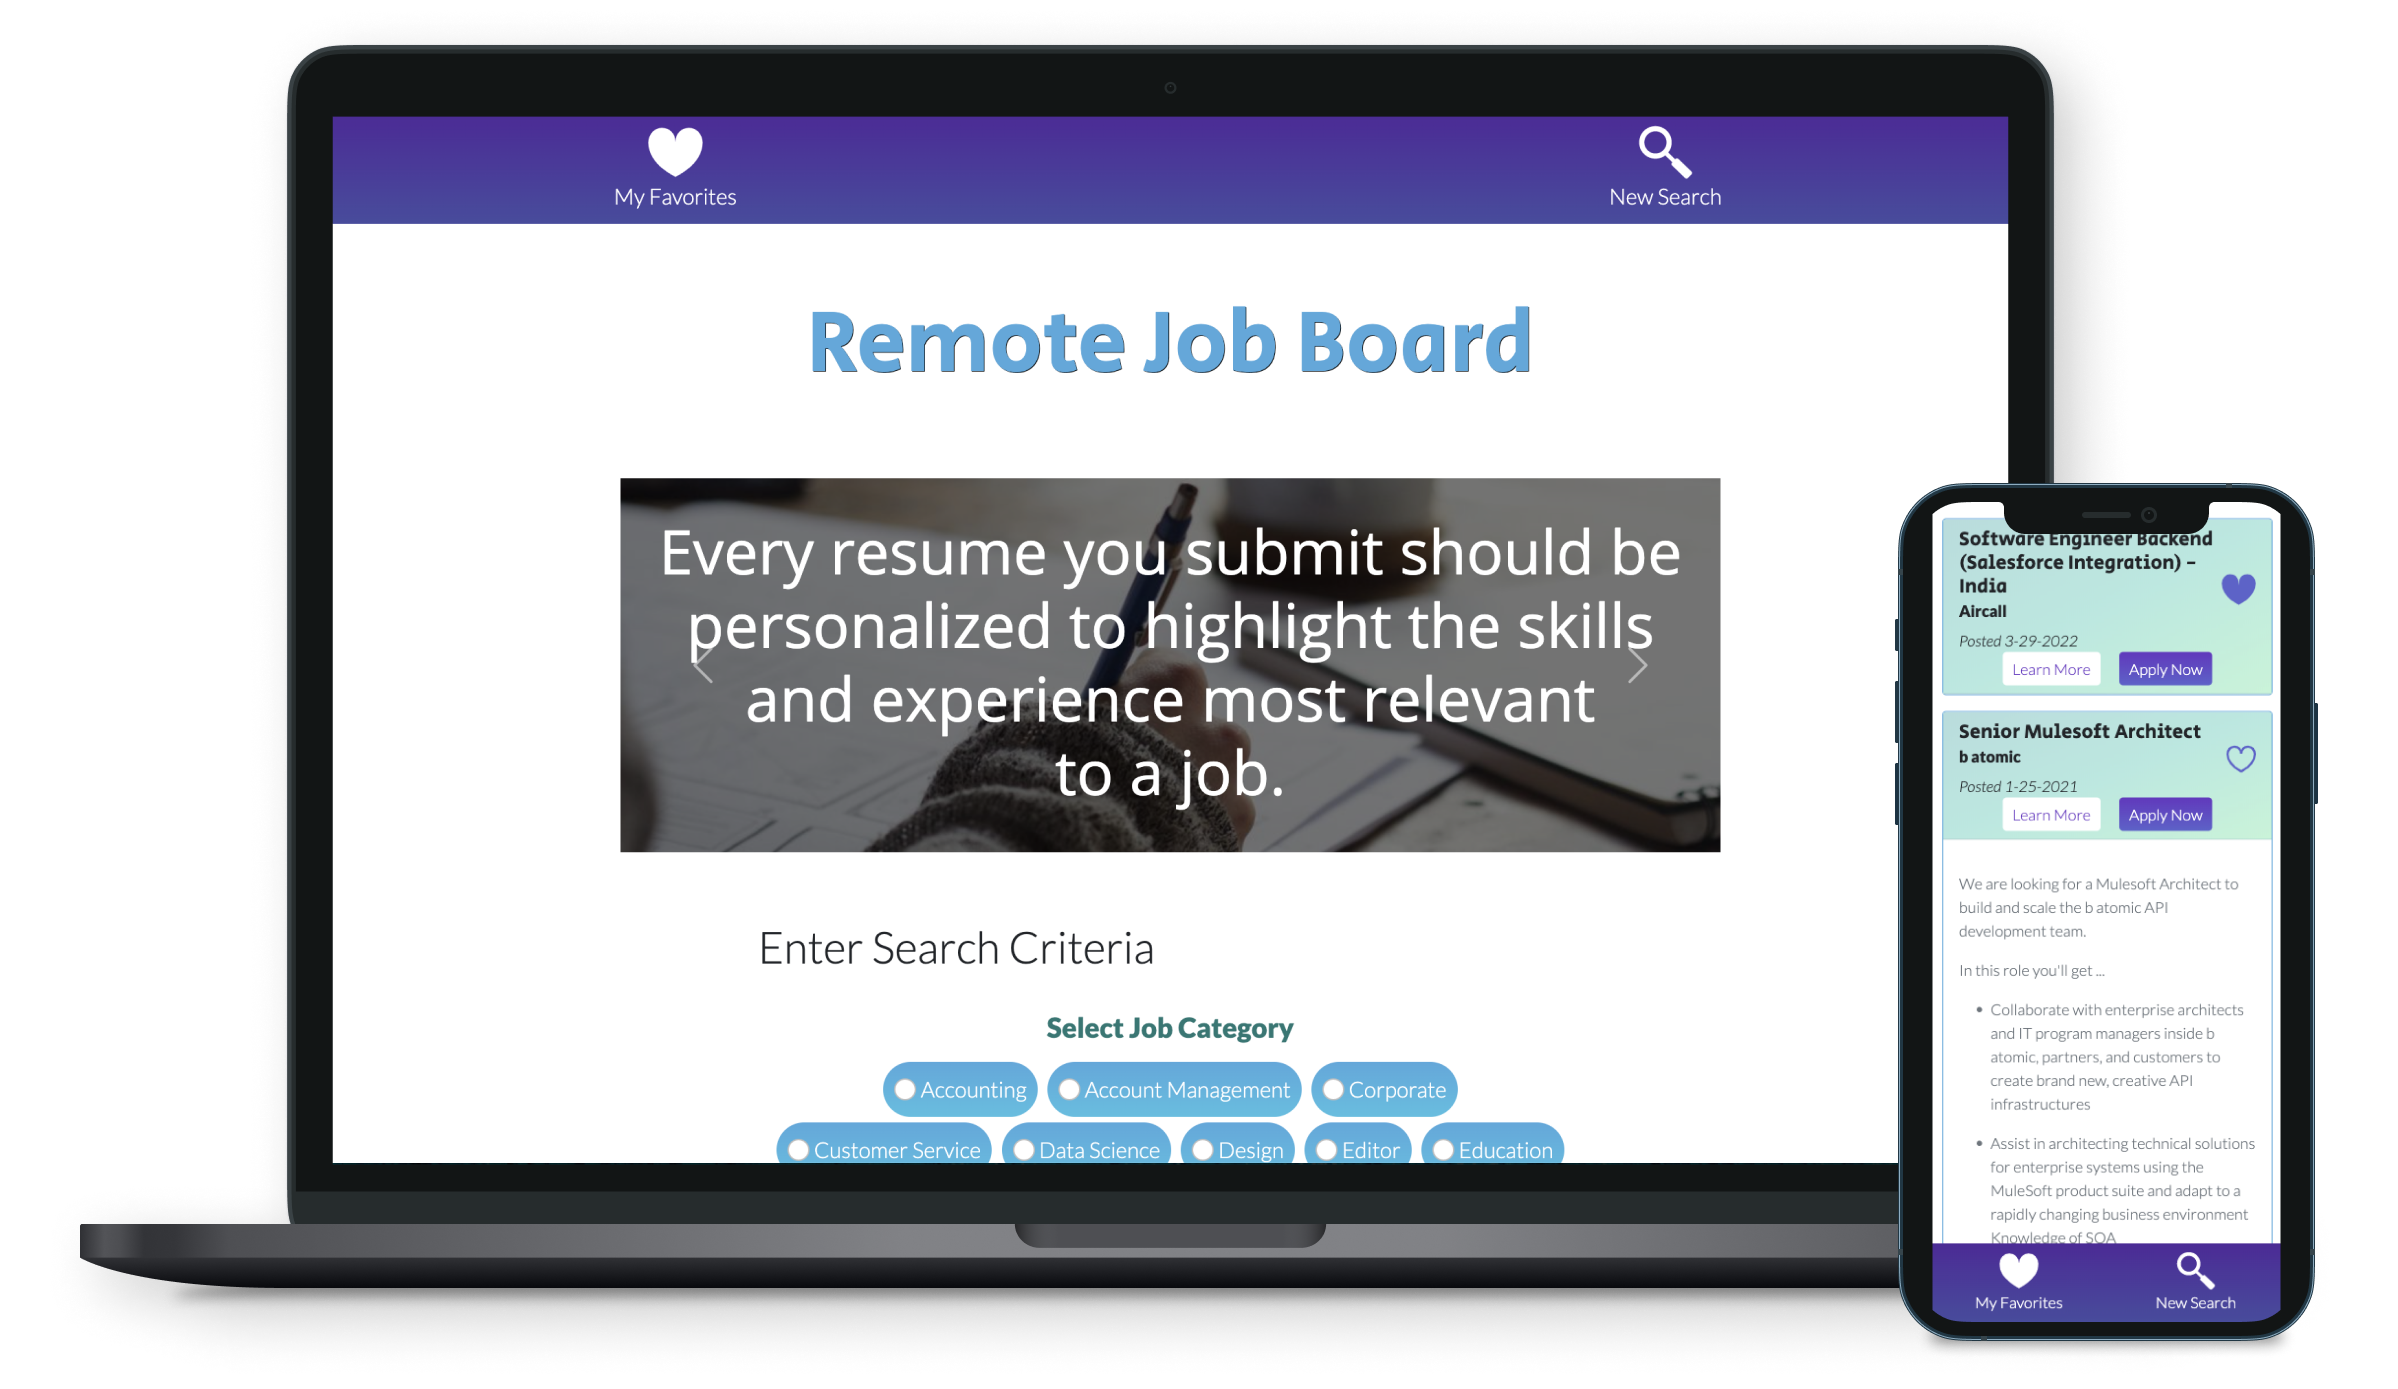 My Favorites
New Search
Remote Job Board
Every resume you submit should be
personalized to highlight the skills
and experience most relevant
to a job.
Enter Search Criteria
Select Job Category
Accounting
Account Management
Corporate
Customer Service
Data Science
Design
Editor
Education
Software Engineer Backend
(Salesforce Integration) –
India
Aircall
Posted 3-29-2022
Learn More
Apply Now
Senior Mulesoft Architect
b atomic
Posted 1-25-2021
Learn More
Apply Now
We are looking for a Mulesoft Architect to
build and scale the b atomic API
development team.
In this role you'll get ...
• Collaborate with enterprise architects
and IT program managers inside b
atomic, partners, and customers to
create brand new, creative API
infrastructures
• Assist in architecting technical solutions
for enterprise systems using the
MuleSoft product suite and adapt to a
rapidly changing business environment
Knowledge of SOA
My Favorites
New Search